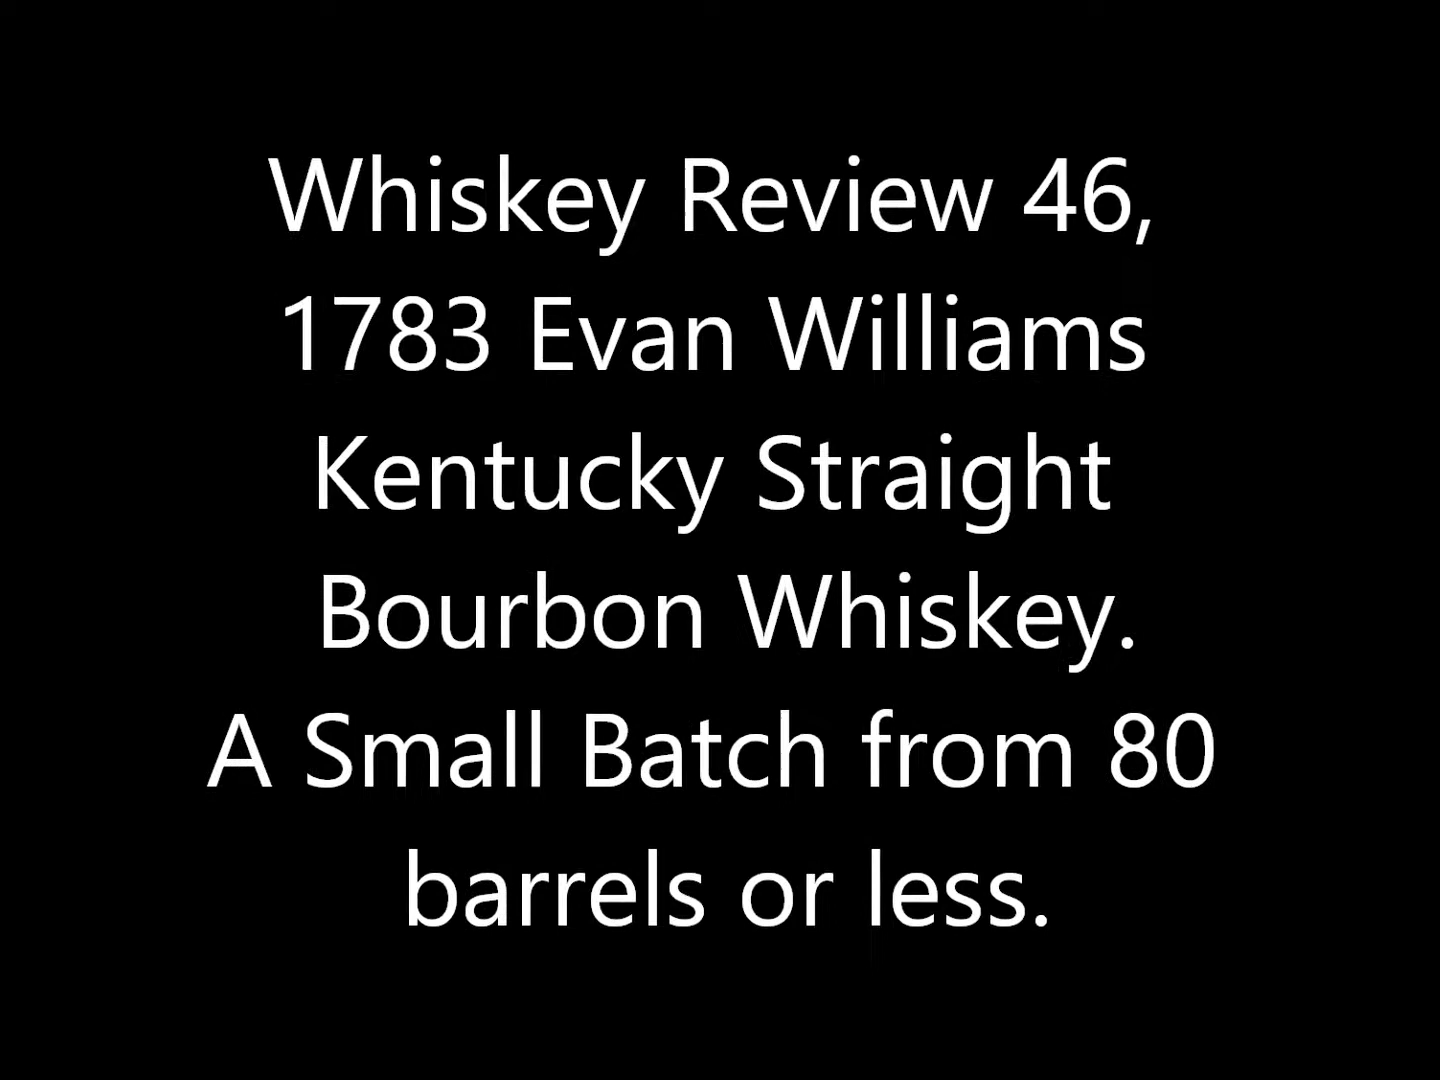 Whiskey Review 46,
1783 Evan Williams
Kentucky Straight
Bourbon Whiskey.
A Small Batch from 80
barrels or less.